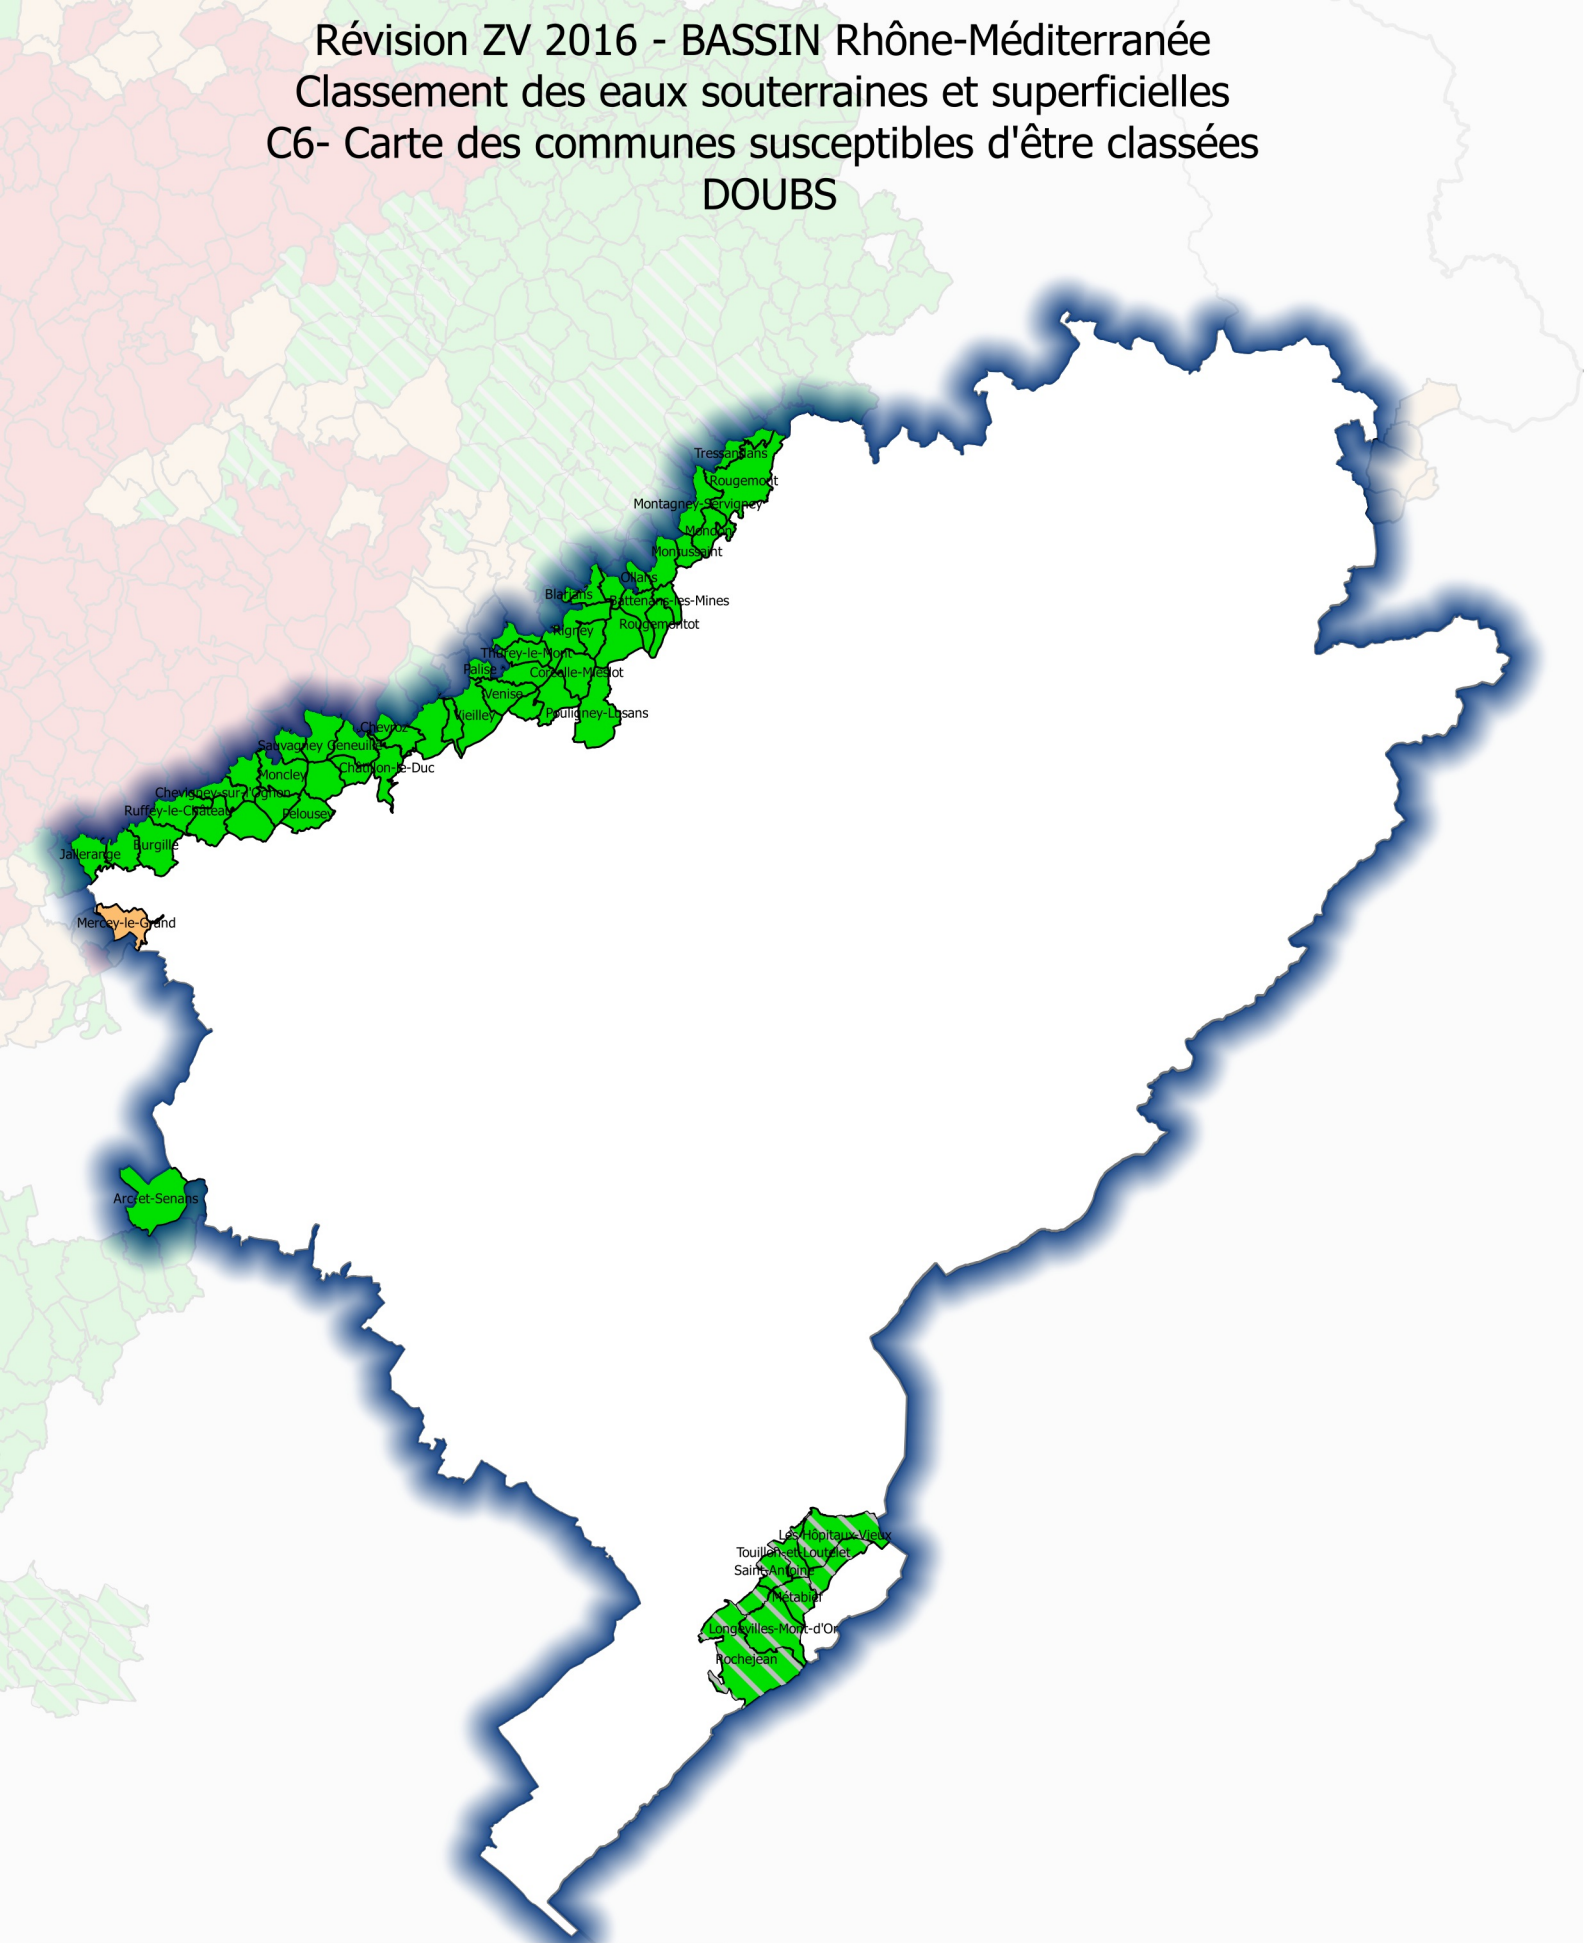 Révision ZV 2016 - BASSIN Rhône-Méditerranée
Classement des eaux souterraines et superficielles
C6- Carte des communes susceptibles d'être classées
DOUBS
Tressandans
Rougemont
Montagney-Servigney
Mondon
Montussaint
Ollans
Blarians
Battenans-les-Mines
Rougemontot
Rigney
Thurey-le-Mont
Palise
Corcelle-Mieslot
Venise
Vieilley
Pouligney-Lusans
Chevroz
Sauvagney
Geneuille
Châtillon-le-Duc
Moncley
Chevigney-sur-l'Ognon
Ruffey-le-Château
Pelousey
Burgille
Jallerange
Mercey-le-Grand
Arc-et-Senans
Les Hôpitaux-Vieux
Touillon-et-Loutelet
Saint-Antoine
Métabief
Longevilles-Mont-d'Or
Rochejean